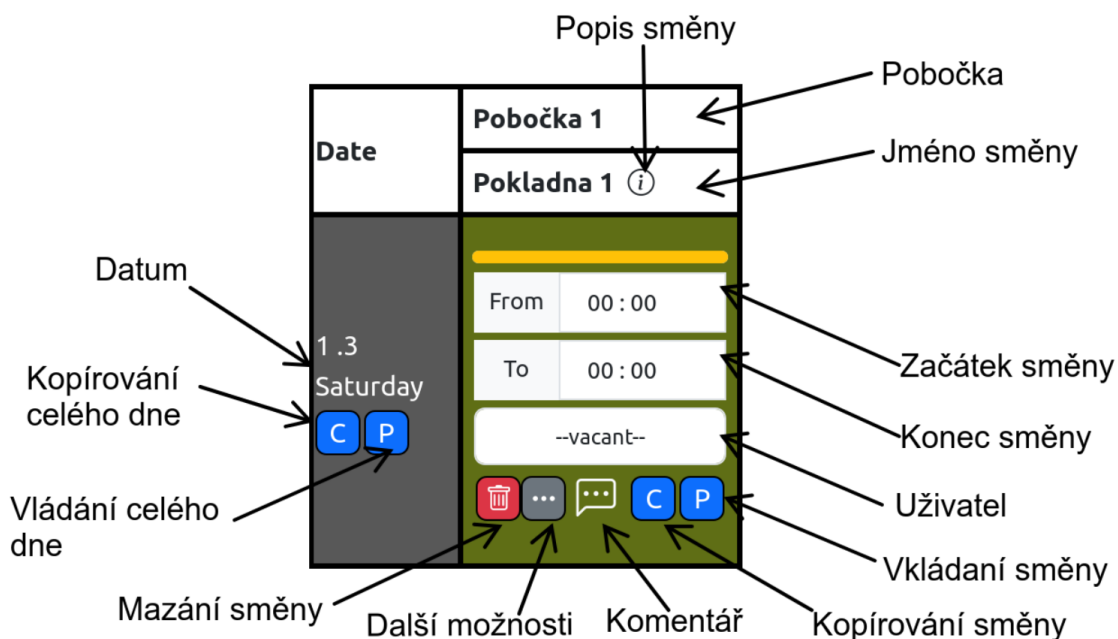 Popis směny
Pobočka
Pobočka 1
Date
Jméno směny
Pokladna 1 i
Datum
From 00 : 00
1 .3
Saturday
To 00 : 00
Začátek směny
Kopírování
celého dne
C P
--vacant--
Konec směny
Vládání celého
dne
C P
Uživatel
Vkládaní směny
Mazání směny
Další možnosti
Komentář
Kopírování směny